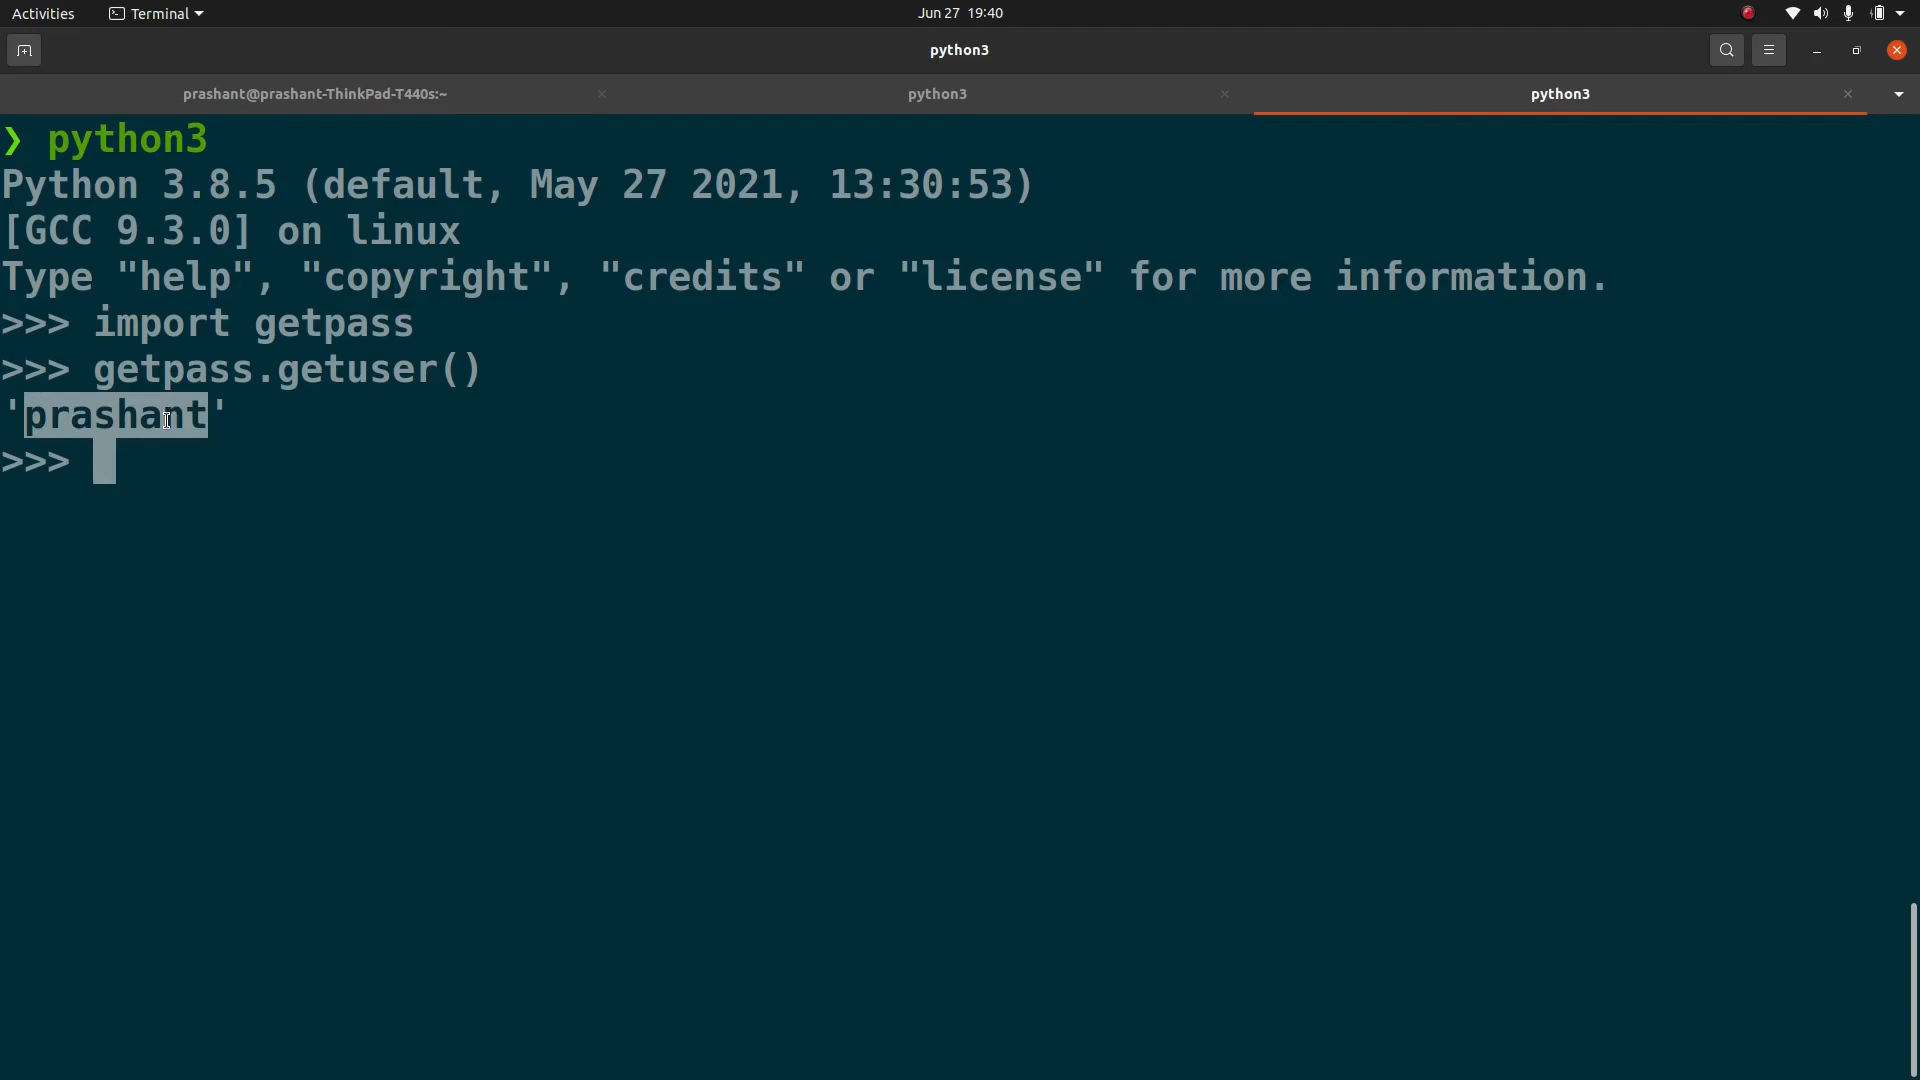 Activities Terminal Jun 27 19:40
python3
prashant@prashant-ThinkPad-T440s:~ python3 python3
❯ python3
Python 3.8.5 (default, May 27 2021, 13:30:53)
[GCC 9.3.0] on linux
Type "help", "copyright", "credits" or "license" for more information.
>>> import getpass
>>> getpass.getuser()
'prashant'
>>>